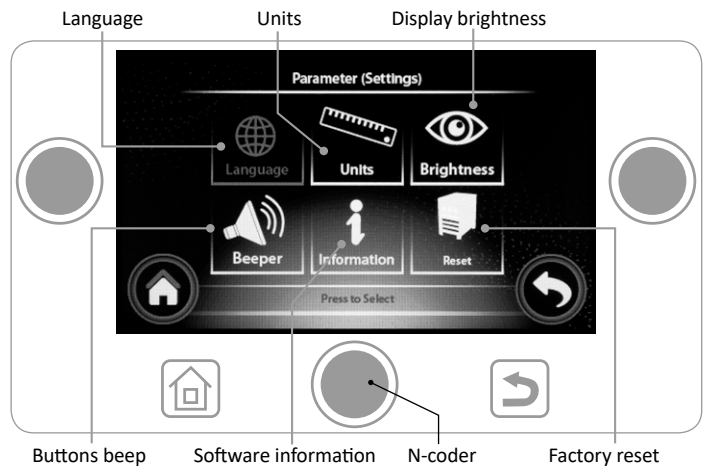 Language Units Display brightness
Parameter (Settings)
Language Units Brightness
Beeper Information Reset
Press to Select
Buttons beep Software information N-coder Factory reset